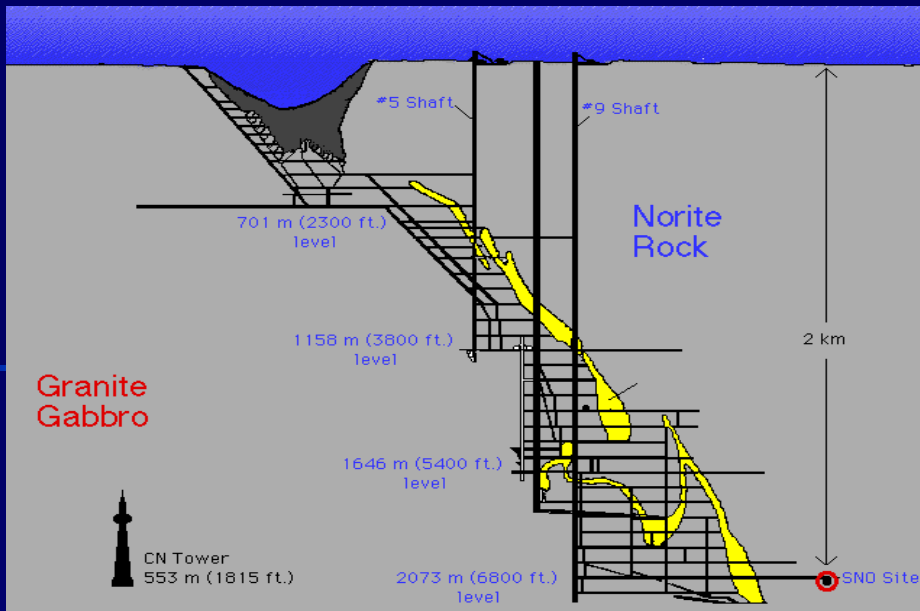 #5 Shaft
#9 Shaft
701 m (2300 ft.)
level
Norite
Rock
1158 m (3800 ft.)
level
2 km
Granite
Gabbro
1646 m (5400 ft.)
level
CN Tower
553 m (1815 ft.)
2073 m (6800 ft.)
level
SNO Site